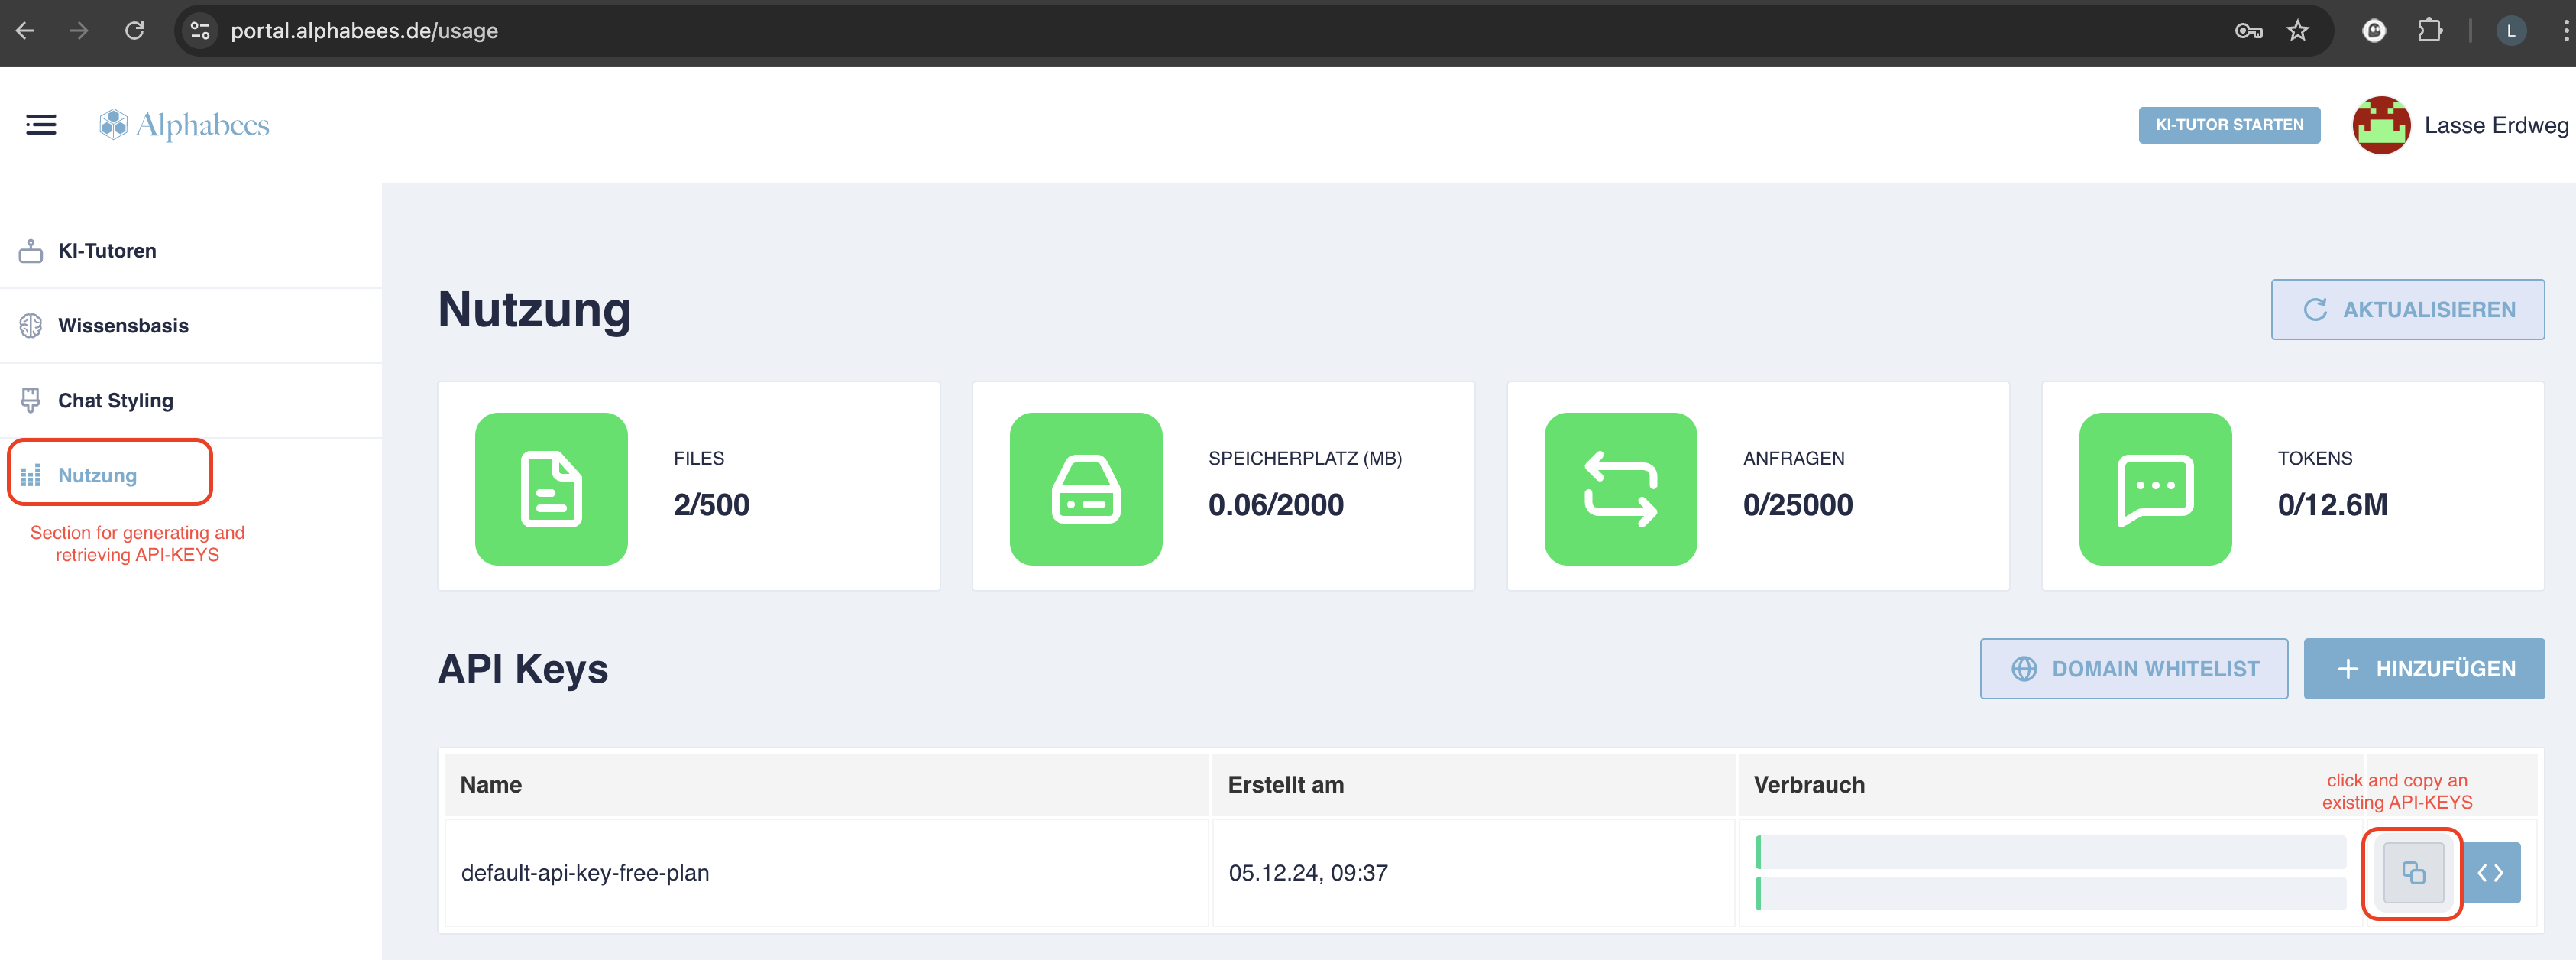 portal.alphabees.de/usage
L
Alphabees
KI-TUTOR STARTEN
Lasse Erdweg
KI-Tutoren
Wissensbasis
Chat Styling
Nutzung
Section for generating and
retrieving API-KEYS
Nutzung
AKTUALISIEREN
FILES
2/500
SPEICHERPLATZ (MB)
0.06/2000
ANFRAGEN
0/25000
TOKENS
0/12.6M
API Keys
DOMAIN WHITELIST
HINZUFÜGEN
Name
Erstellt am
Verbrauch
click and copy an
existing API-KEYS
default-api-key-free-plan
05.12.24, 09:37